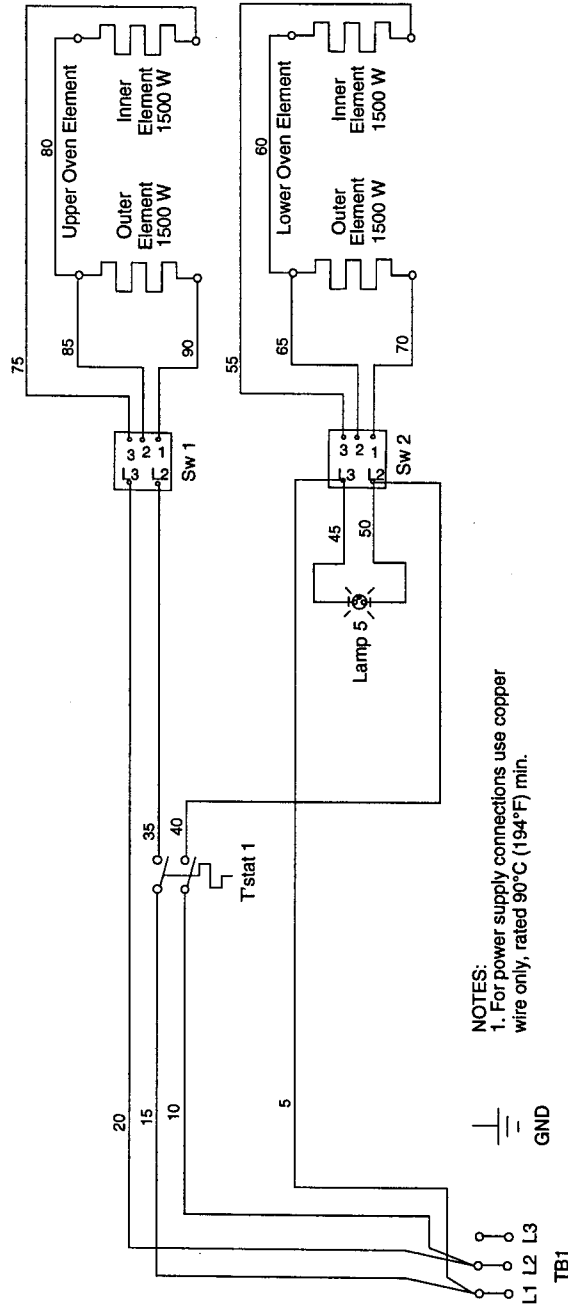 75
80
Upper Oven Element
85
90
Outer
Element
1500 W
Inner
Element
1500 W
3 2 1
L3 L2
Sw 1
55
60
Lower Oven Element
65
70
Outer
Element
1500 W
Inner
Element
1500 W
3 2 1
L3 L2
Sw 2
45
50
Lamp 5
20
15
10
35
40
T'stat 1
5
NOTES:
1. For power supply connections use copper
wire only, rated 90°C (194°F) min.
GND
L1 L2 L3
TB1